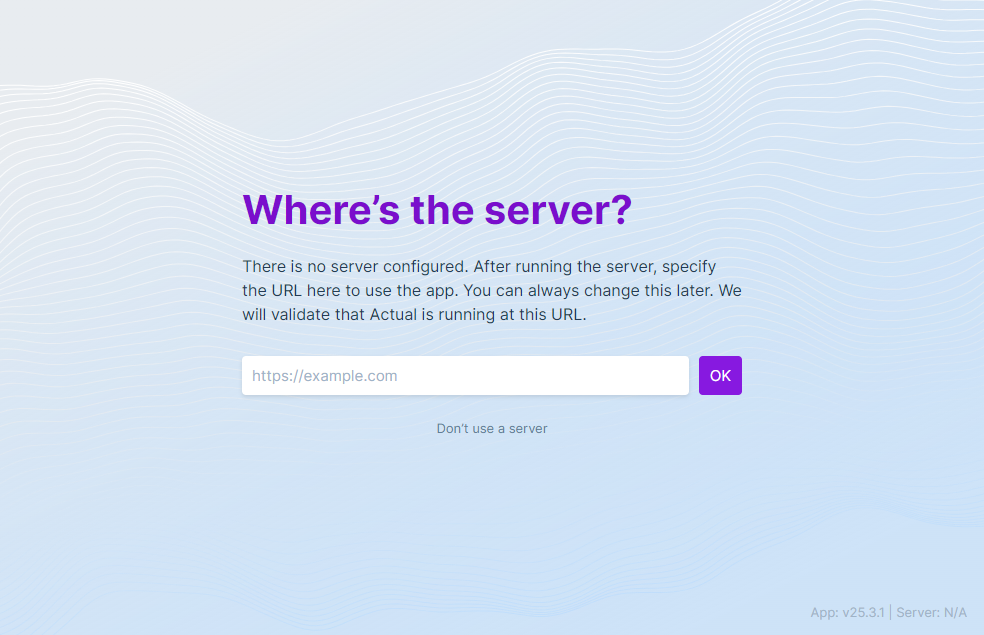 Where’s the server?
There is no server configured. After running the server, specify
the URL here to use the app. You can always change this later. We
will validate that Actual is running at this URL.
https://example.com
OK
Don’t use a server
App: v25.3.1 | Server: N/A